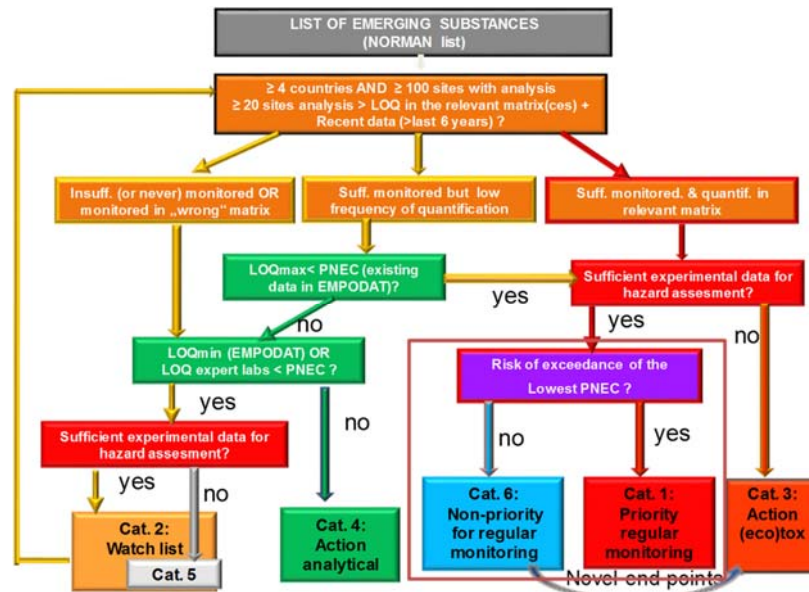 LIST OF EMERGING SUBSTANCES
(NORMAN list)
≥ 4 countries AND ≥ 100 sites with analysis
≥ 20 sites analysis > LOQ in the relevant matrix(ces) +
Recent data (>last 6 years) ?
Insuff. (or never) monitored OR
monitored in „wrong" matrix
Suff. monitored but low
frequency of quantification
Suff. monitored. & quantif. in
relevant matrix
LOQmax< PNEC (existing
data in EMPODAT)?
yes
Sufficient experimental data for
hazard assesment?
no
yes
no
LOQmin (EMPODAT) OR
LOQ expert labs < PNEC ?
Risk of exceedance of the
Lowest PNEC ?
yes
no
no
yes
Sufficient experimental data for
hazard assesment?
yes
no
Cat. 2:
Watch list
Cat. 5
Cat. 4:
Action
analytical
Cat. 6:
Non-priority
for regular
monitoring
Cat. 1:
Priority
regular
monitoring
Cat. 3:
Action
(eco)tox
Novel end points